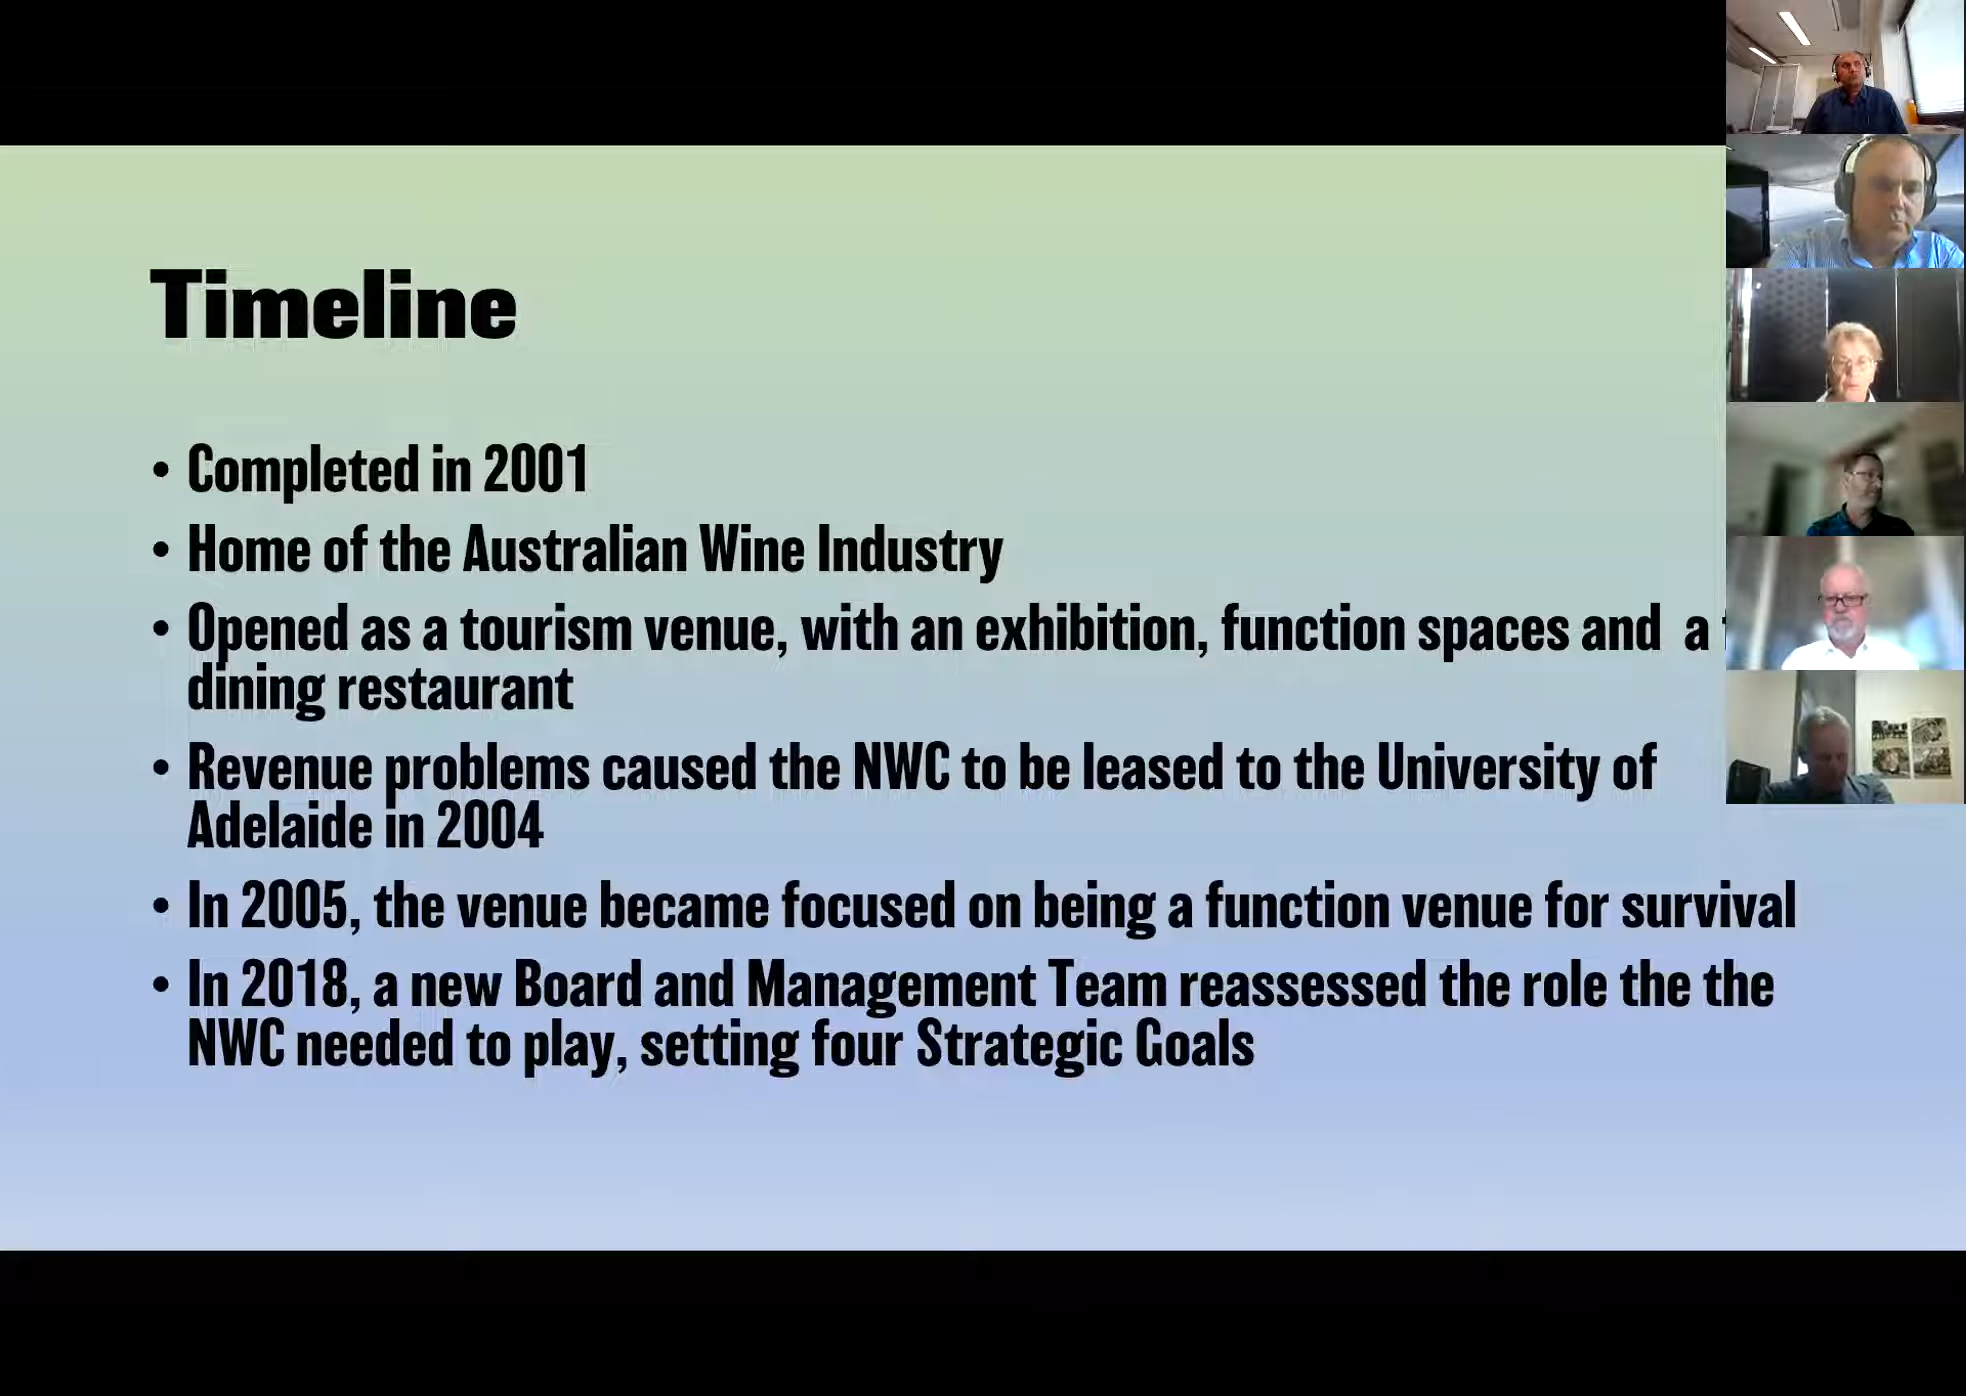 Timeline
• Completed in 2001
• Home of the Australian Wine Industry
• Opened as a tourism venue, with an exhibition, function spaces and a
dining restaurant
• Revenue problems caused the NWC to be leased to the University of
Adelaide in 2004
• In 2005, the venue became focused on being a function venue for survival
• In 2018, a new Board and Management Team reassessed the role the the
NWC needed to play, setting four Strategic Goals